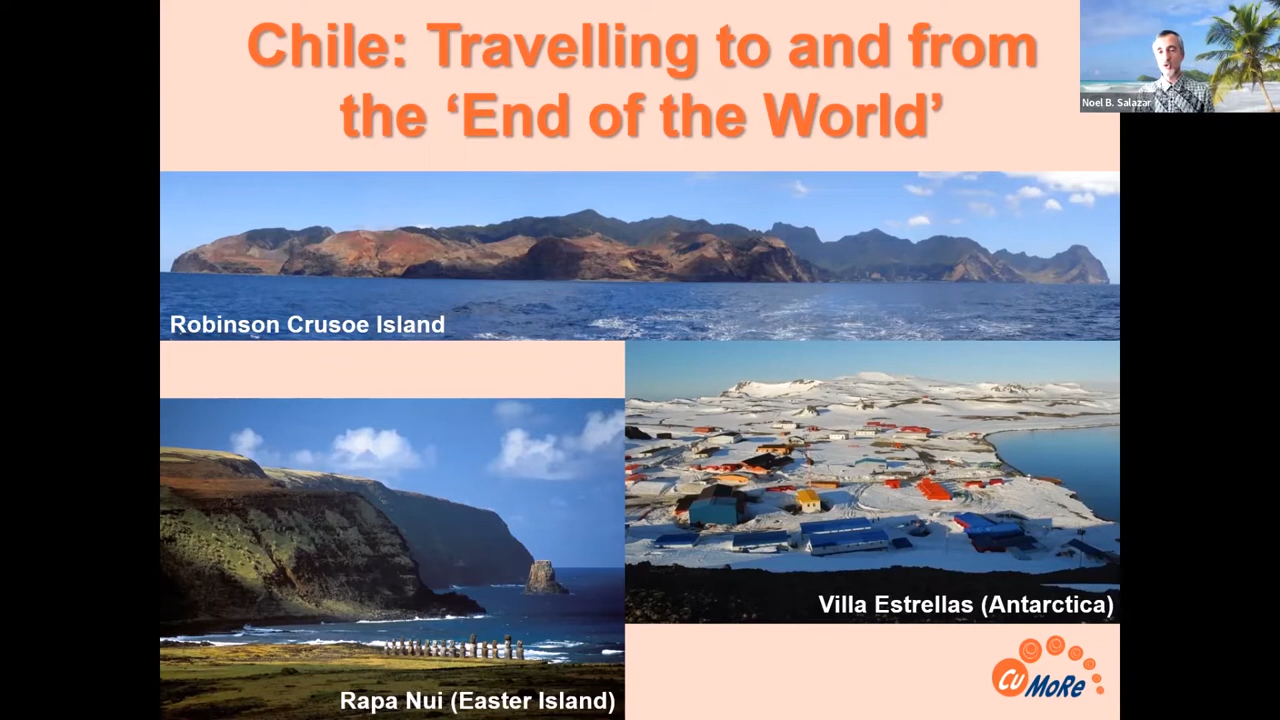 Chile: Travelling to and from
the ‘End of the World’
Noel B. Salazar
Robinson Crusoe Island
Villa Estrellas (Antarctica)
Rapa Nui (Easter Island)
CuMoRe